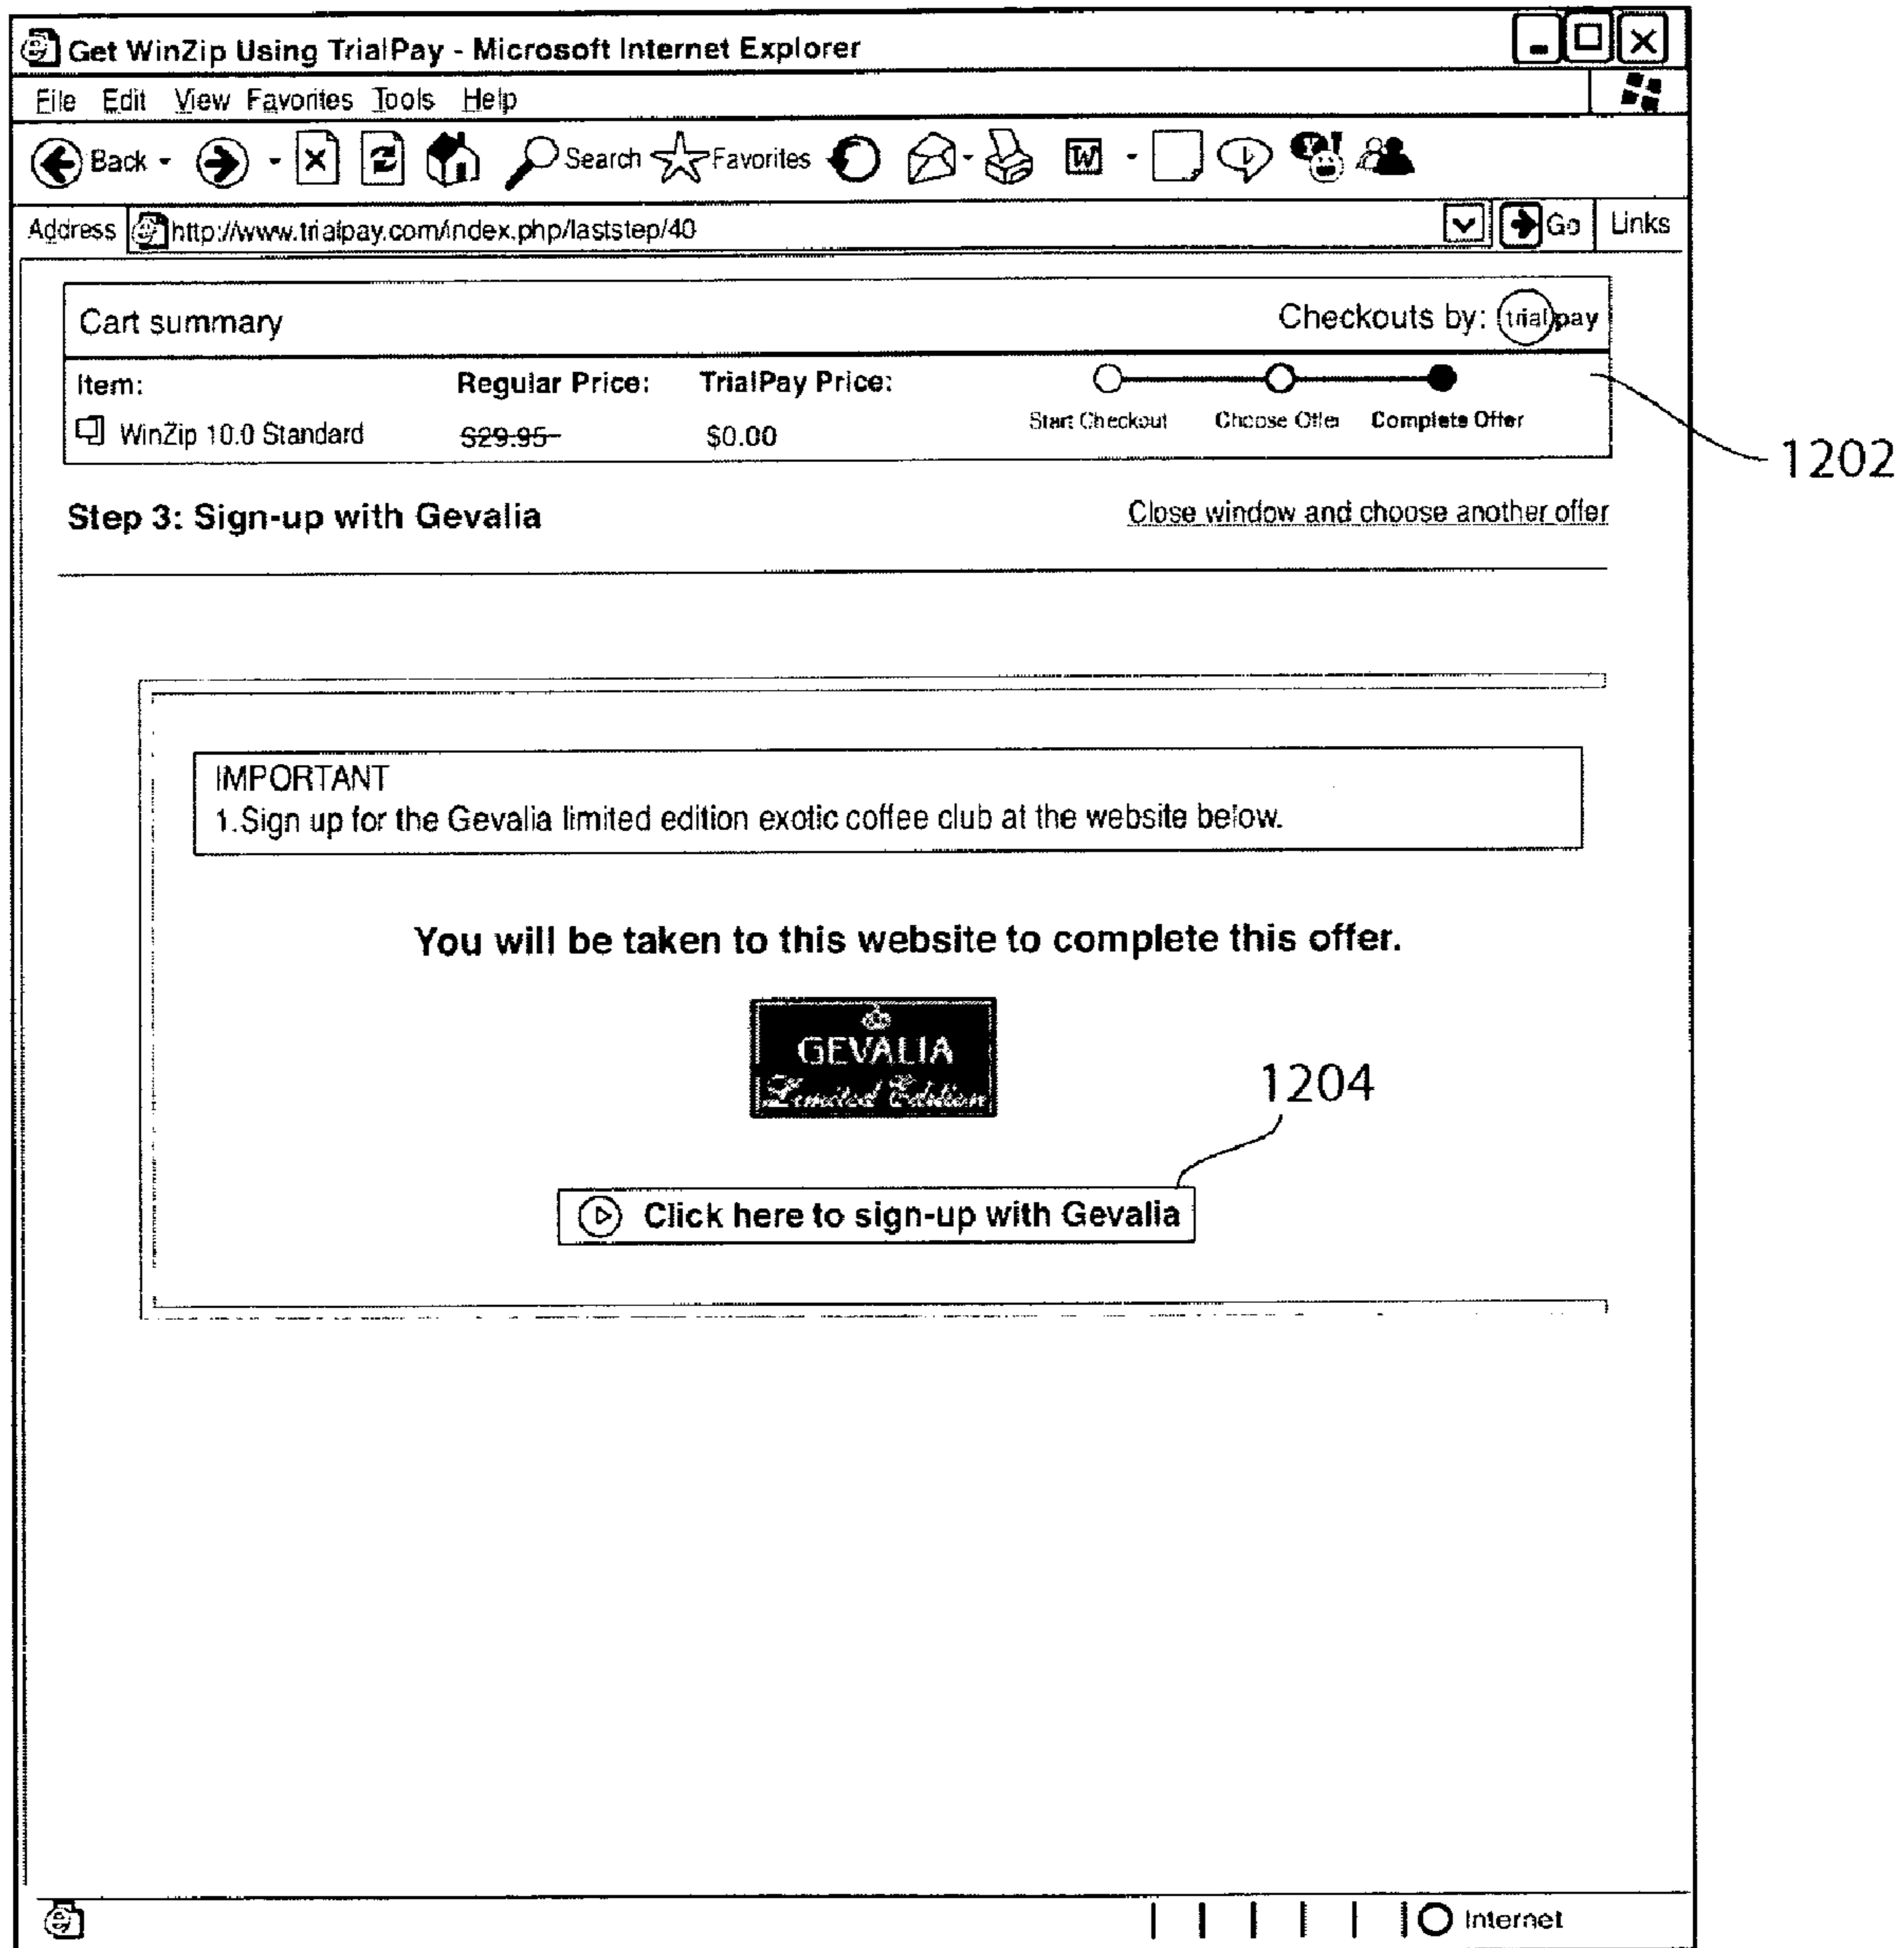 Get WinZip Using TrialPay - Microsoft Internet Explorer
File Edit View Favorites Tools Help
Back Search Favorites W
Address http://www.trialpay.com/index.php/laststep/40 Go Links
Cart summary Checkouts by: trialpay
Item: Regular Price: TrialPay Price:
WinZip 10.0 Standard $29.95 $0.00
Start Checkout Choose Offer Complete Offer
1202
Step 3: Sign-up with Gevalia Close window and choose another offer
IMPORTANT
1.Sign up for the Gevalia limited edition exotic coffee club at the website below.
You will be taken to this website to complete this offer.
GEVALIA
Limited Edition
1204
Click here to sign-up with Gevalia
Internet